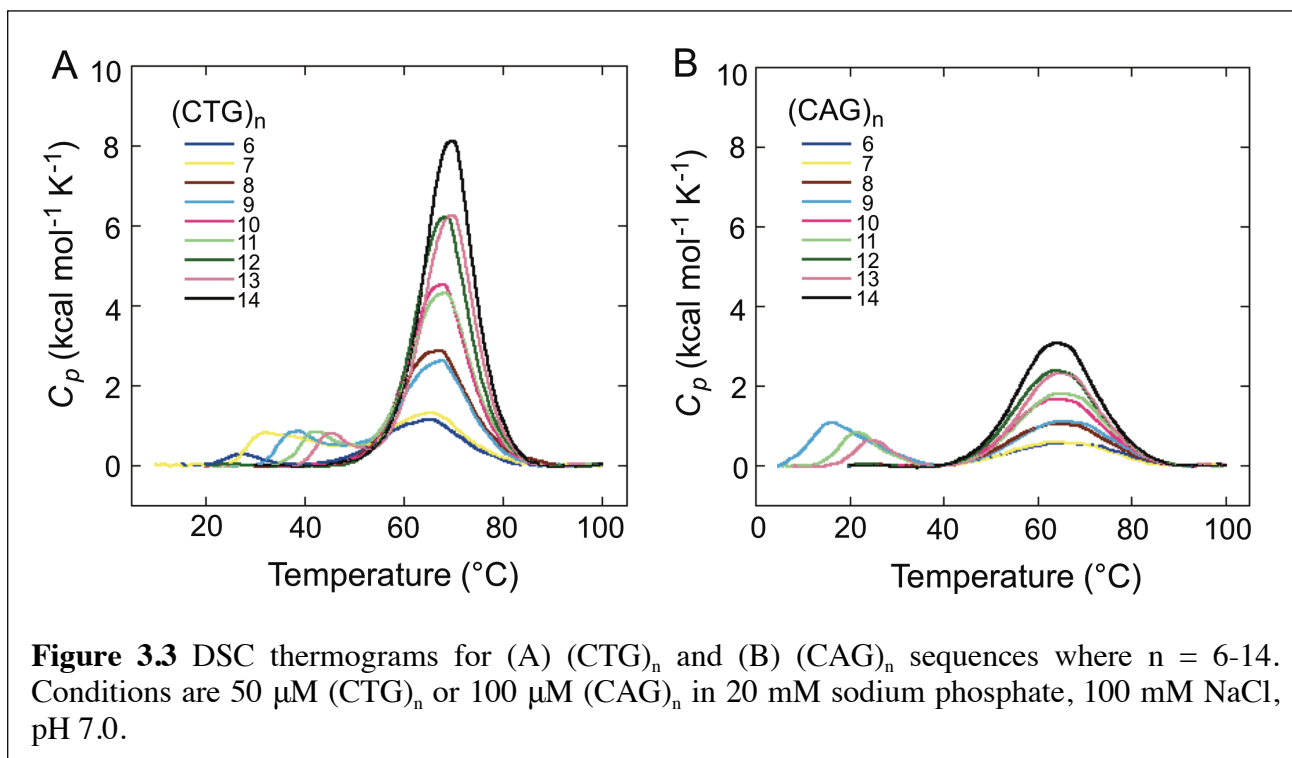 A
10
8
6
4
2
0
Cp (kcal mol-1 K-1)
(CTG)n
6
7
8
9
10
11
12
13
14
20 40 60 80 100
Temperature (°C)
B
10
8
6
4
2
0
Cp (kcal mol-1 K-1)
(CAG)n
6
7
8
9
10
11
12
13
14
0 20 40 60 80 100
Temperature (°C)
Figure 3.3 DSC thermograms for (A) (CTG)n and (B) (CAG)n sequences where n = 6-14.
Conditions are 50 µM (CTG)n or 100 µM (CAG)n in 20 mM sodium phosphate, 100 mM NaCl,
pH 7.0.